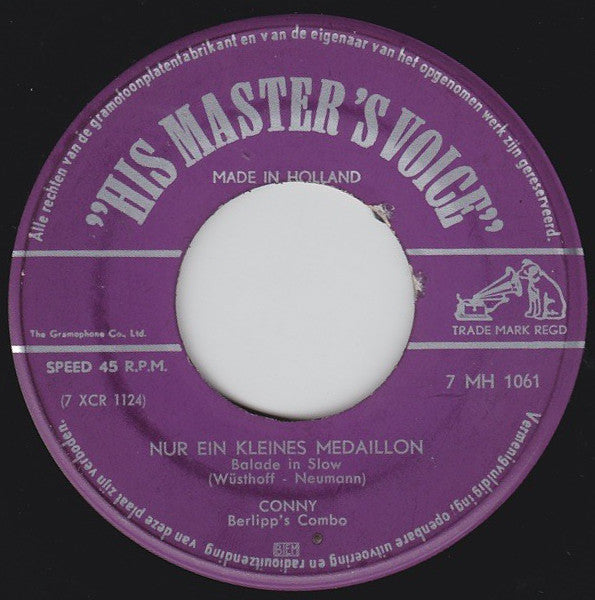 Alle rechten van de gramofoonplatenfabrikant en van de eigenaar van het opgenomen werk zijn gereserveerd.
"HIS MASTER'S VOICE"
MADE IN HOLLAND
TRADE MARK REGD
The Gramophone Co., Ltd.
SPEED 45 R.P.M.
7 MH 1061
(7 XCR 1124)
NUR EIN KLEINES MEDAILLON
Balade in Slow
(Wüsthoff - Neumann)
CONNY
Berlipp's Combo
BIEM
Vermenigvuldiging, openbare uitvoering en radiouitzending van deze plaat zijn verboden.